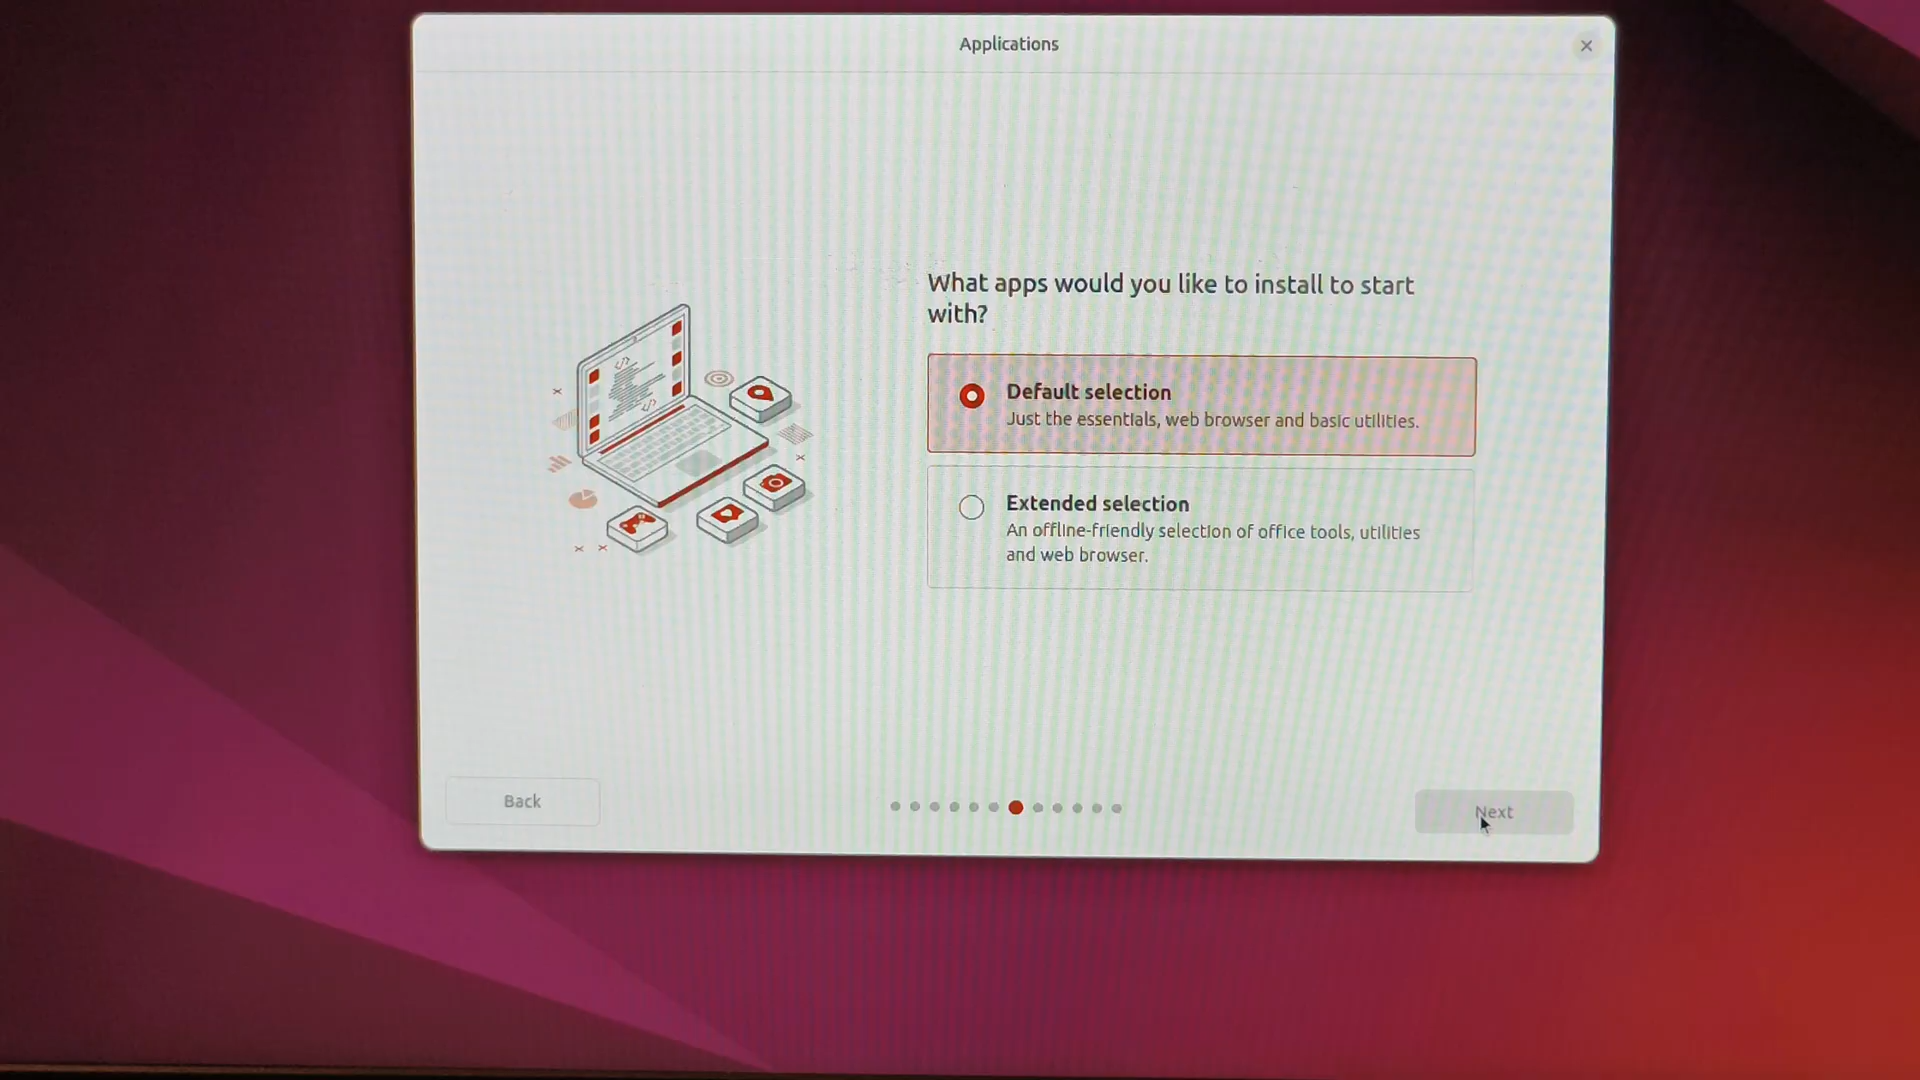 Applications
What apps would you like to install to start
with?
Default selection
Just the essentials, web browser and basic utilities.
Extended selection
An offline-friendly selection of office tools, utilities
and web browser.
Back
Next